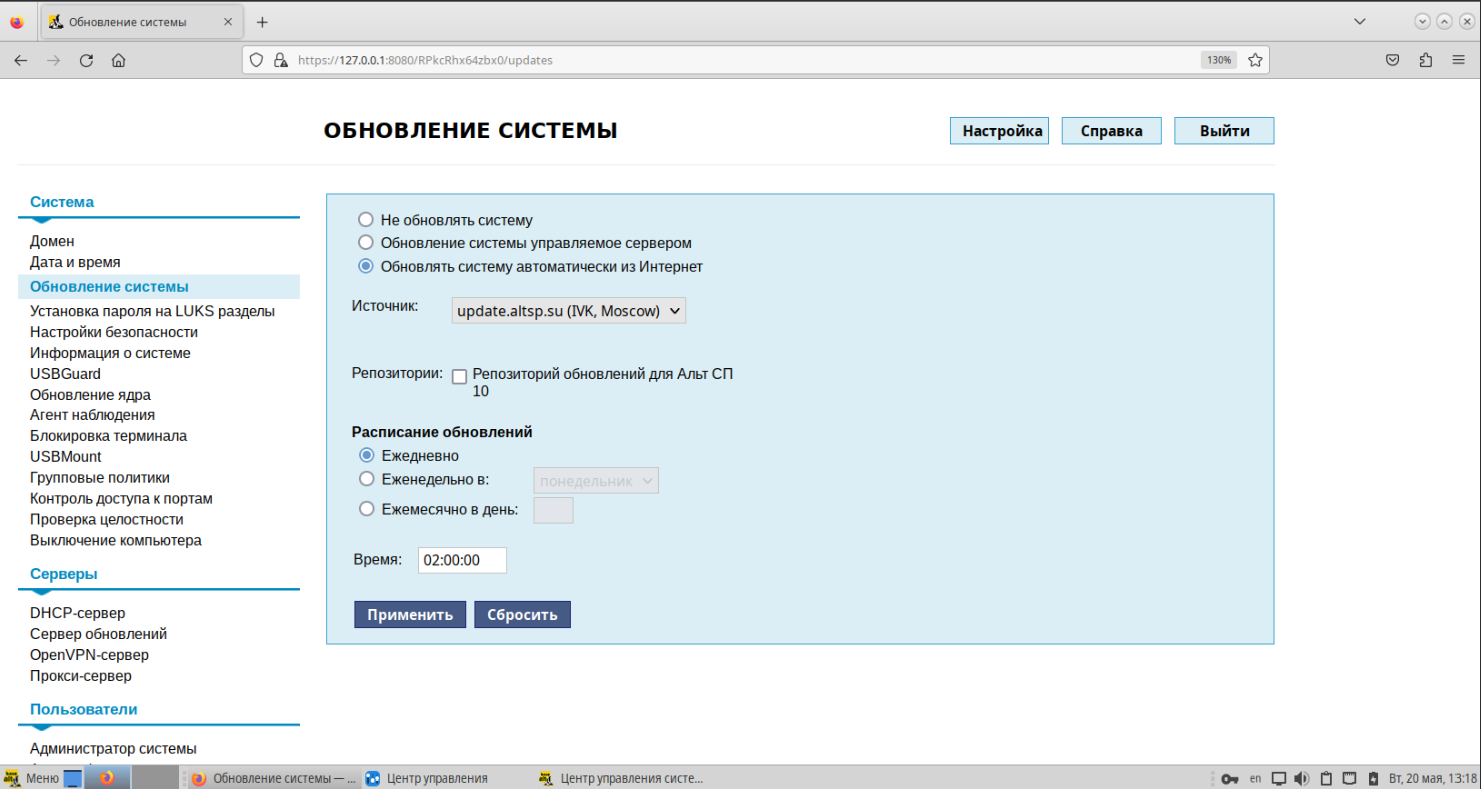 Обновление системы
https://127.0.0.1:8080/RPkcRhx64zbx0/updates
130%
ОБНОВЛЕНИЕ СИСТЕМЫ
Настройка
Справка
Выйти
Система
Домен
Дата и время
Обновление системы
Установка пароля на LUKS разделы
Настройки безопасности
Информация о системе
USBGuard
Обновление ядра
Агент наблюдения
Блокировка терминала
USBMount
Групповые политики
Контроль доступа к портам
Проверка целостности
Выключение компьютера
Серверы
DHCP-сервер
Сервер обновлений
OpenVPN-сервер
Прокси-сервер
Пользователи
Администратор системы
Не обновлять систему
Обновление системы управляемое сервером
Обновлять систему автоматически из Интернет
Источник:
update.altsp.su (IVK, Moscow)
Репозитории:
Репозиторий обновлений для Альт СП
10
Расписание обновлений
Ежедневно
Еженедельно в:
понедельник
Ежемесячно в день:
Время:
02:00:00
Применить
Сбросить
Меню
Обновление системы — ...
Центр управления
Центр управления систе...
en
Вт, 20 мая, 13:18